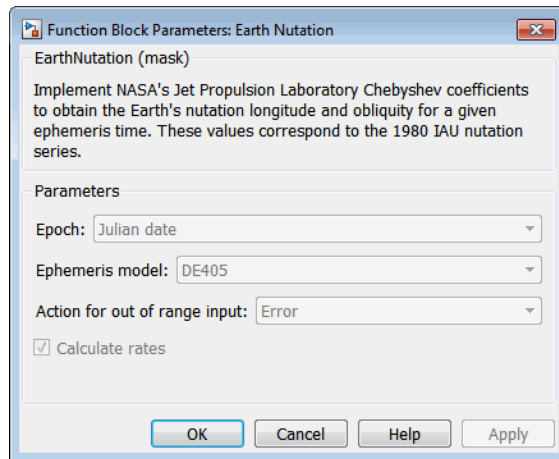 Function Block Parameters: Earth Nutation
EarthNutation (mask)
Implement NASA's Jet Propulsion Laboratory Chebyshev coefficients
to obtain the Earth's nutation longitude and obliquity for a given
ephemeris time. These values correspond to the 1980 IAU nutation
series.
Parameters
Epoch: Julian date
Ephemeris model: DE405
Action for out of range input: Error
Calculate rates
OK Cancel Help Apply